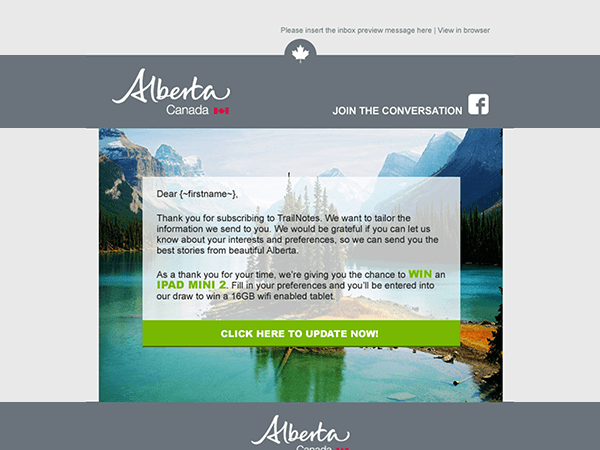 Please insert the inbox preview message here | View in browser
Alberta
Canada
JOIN THE CONVERSATION
Dear {~firstname~},
Thank you for subscribing to TrailNotes. We want to tailor the
information we send to you. We would be grateful if you can let us
know about your interests and preferences, so we can send you the
best stories from beautiful Alberta.
As a thank you for your time, we're giving you the chance to WIN an
IPAD MINI 2. Fill in your preferences and you'll be entered into
our draw to win a 16GB wifi enabled tablet.
CLICK HERE TO UPDATE NOW!
Alberta
Canada